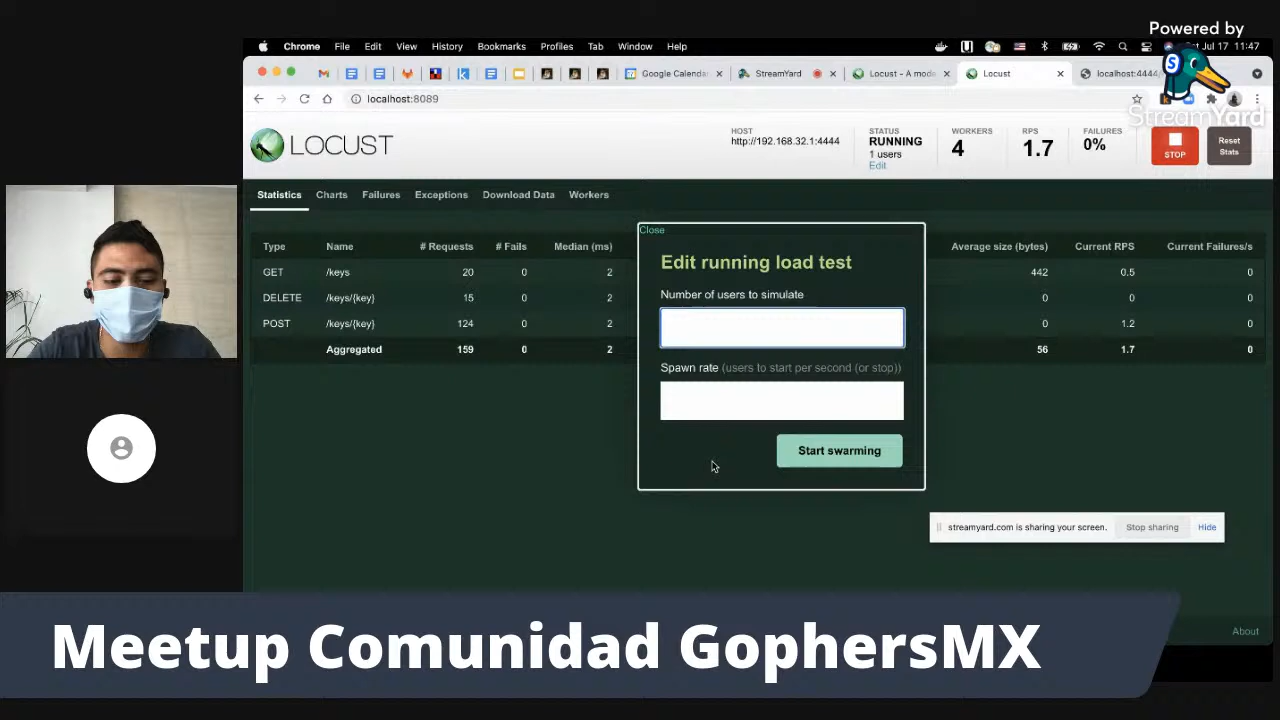 Powered by
StreamYard
Chrome File Edit View History Bookmarks Profiles Tab Window Help
Sat Jul 17 11:47
Google Calendar
StreamYard
Locust - A mode
Locust
localhost:4444
localhost:8089
LOCUST
HOST
http://192.168.32.1:4444
STATUS
RUNNING
1 users
Edit
WORKERS
4
RPS
1.7
FAILURES
0%
STOP
Reset
Stats
Statistics Charts Failures Exceptions Download Data Workers
Type Name # Requests # Fails Median (ms) Average size (bytes) Current RPS Current Failures/s
GET /keys 20 0 2 442 0.5 0
DELETE /keys/{key} 15 0 2 0 0 0
POST /keys/{key} 124 0 2 0 1.2 0
Aggregated 159 0 2 56 1.7 0
Close
Edit running load test
Number of users to simulate
Spawn rate (users to start per second (or stop))
Start swarming
streamyard.com is sharing your screen. Stop sharing Hide
About
Meetup Comunidad GophersMX